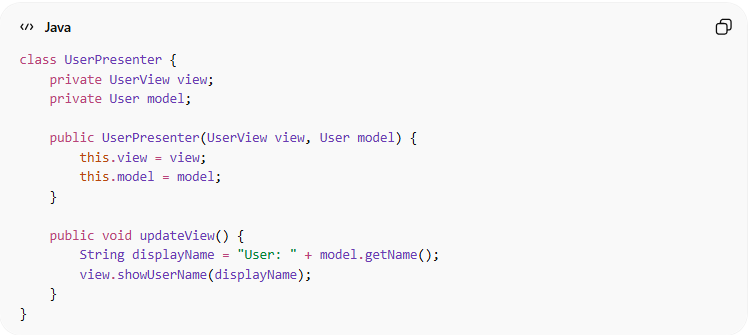 </> Java
class UserPresenter {
    private UserView view;
    private User model;

    public UserPresenter(UserView view, User model) {
        this.view = view;
        this.model = model;
    }

    public void updateView() {
        String displayName = "User: " + model.getName();
        view.showUserName(displayName);
    }
}